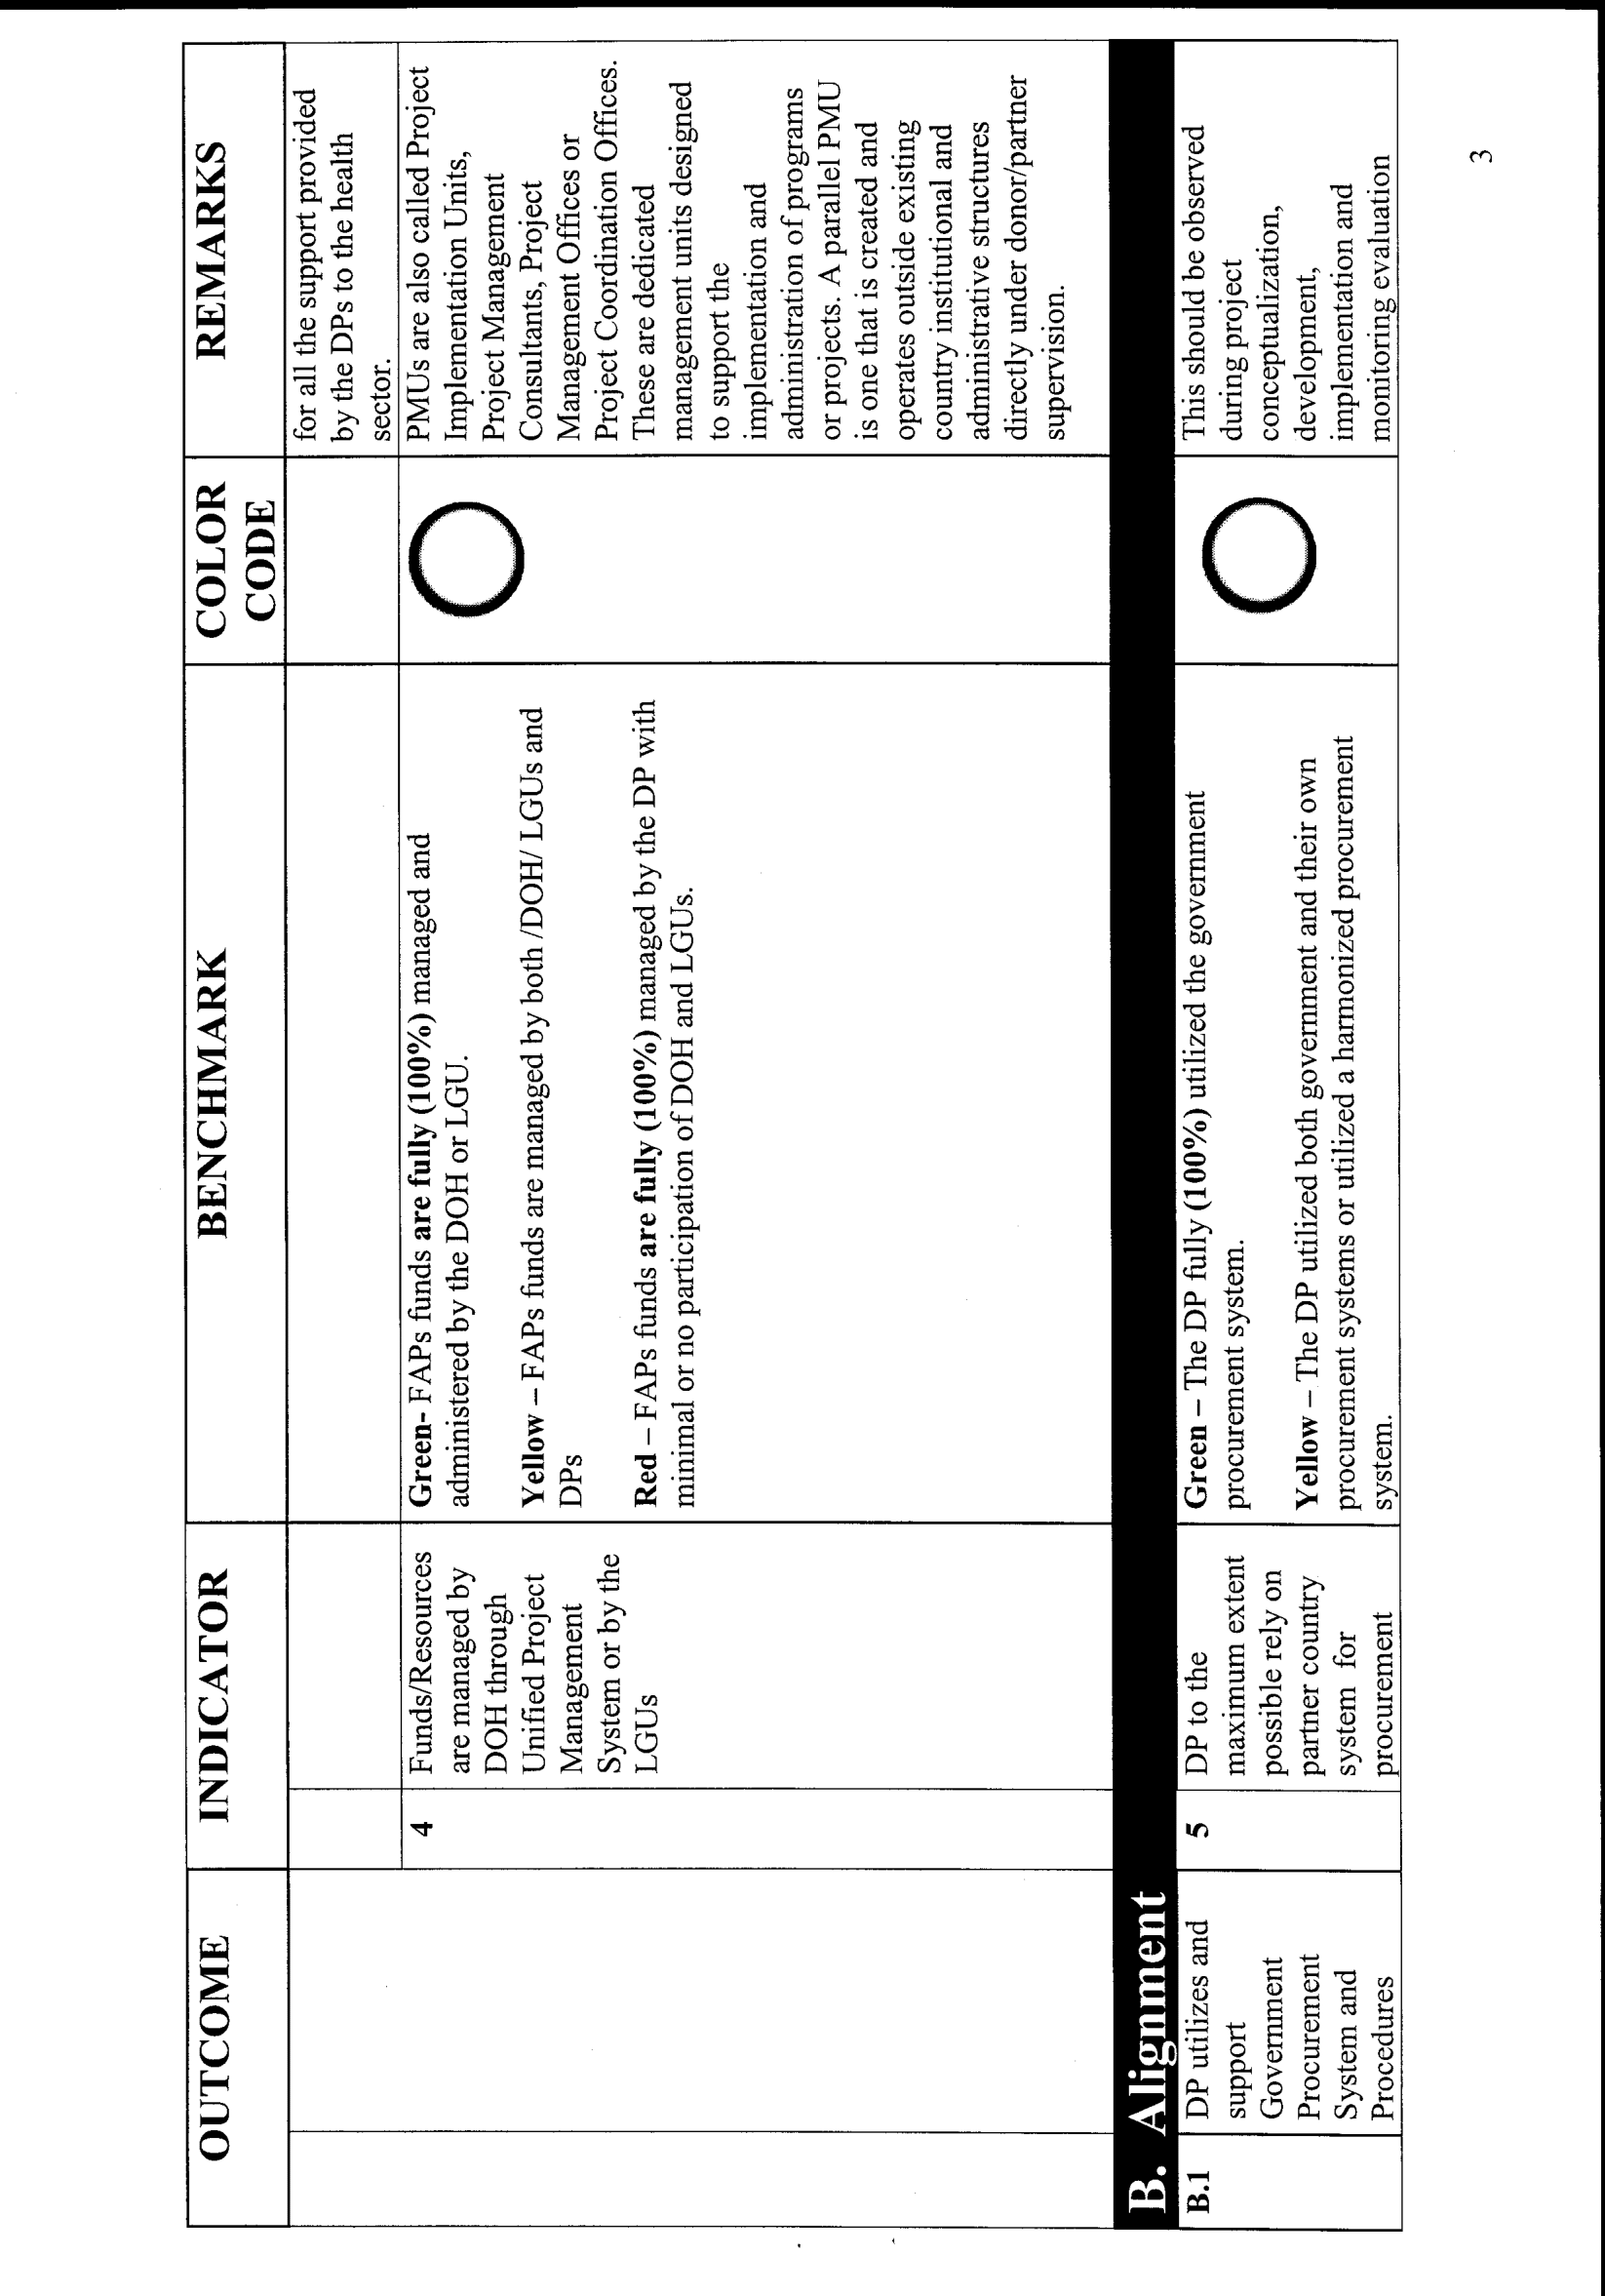 OUTCOME
INDICATOR
BENCHMARK
COLOR
CODE
REMARKS
for all the support provided
by the DPs to the health
sector.
4
Funds/Resources
are managed by
DOH through
Unified Project
Management
System or by the
LGUs
Green- FAPs funds are fully (100%) managed and
administered by the DOH or LGU.
Yellow – FAPs funds are managed by both /DOH/ LGUs and
DPs
Red – FAPs funds are fully (100%) managed by the DP with
minimal or no participation of DOH and LGUs.
PMUs are also called Project
Implementation Units,
Project Management
Consultants, Project
Management Offices or
Project Coordination Offices.
These are dedicated
management units designed
to support the
implementation and
administration of programs
or projects. A parallel PMU
is one that is created and
operates outside existing
country institutional and
administrative structures
directly under donor/partner
supervision.
B. Alignment
B.1
DP utilizes and
support
Government
Procurement
System and
Procedures
5
DP to the
maximum extent
possible rely on
partner country
system for
procurement
Green – The DP fully (100%) utilized the government
procurement system.
Yellow – The DP utilized both government and their own
procurement systems or utilized a harmonized procurement
system.
This should be observed
during project
conceptualization,
development,
implementation and
monitoring evaluation
3